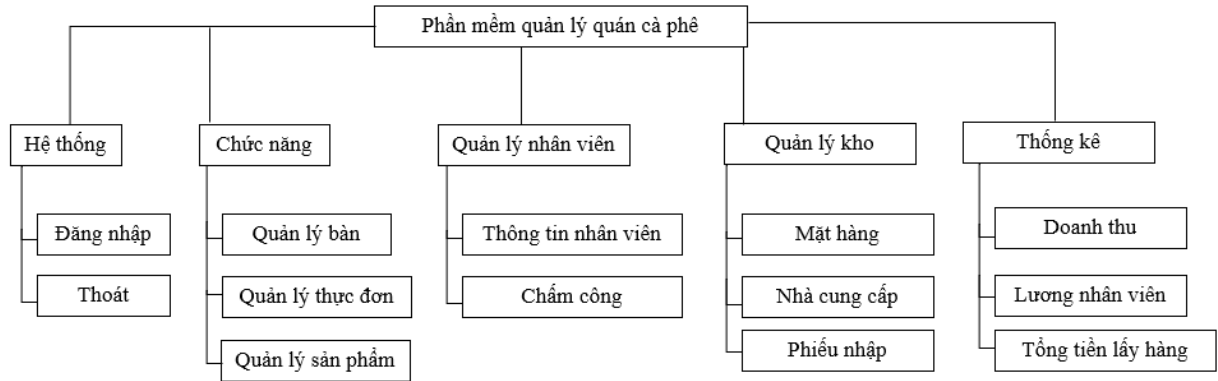 Phần mềm quản lý quán cà phê
Hệ thống
Chức năng
Quản lý nhân viên
Quản lý kho
Thống kê
Đăng nhập
Quản lý bàn
Thông tin nhân viên
Mặt hàng
Doanh thu
Thoát
Quản lý thực đơn
Chấm công
Nhà cung cấp
Lương nhân viên
Quản lý sản phẩm
Phiếu nhập
Tổng tiền lấy hàng